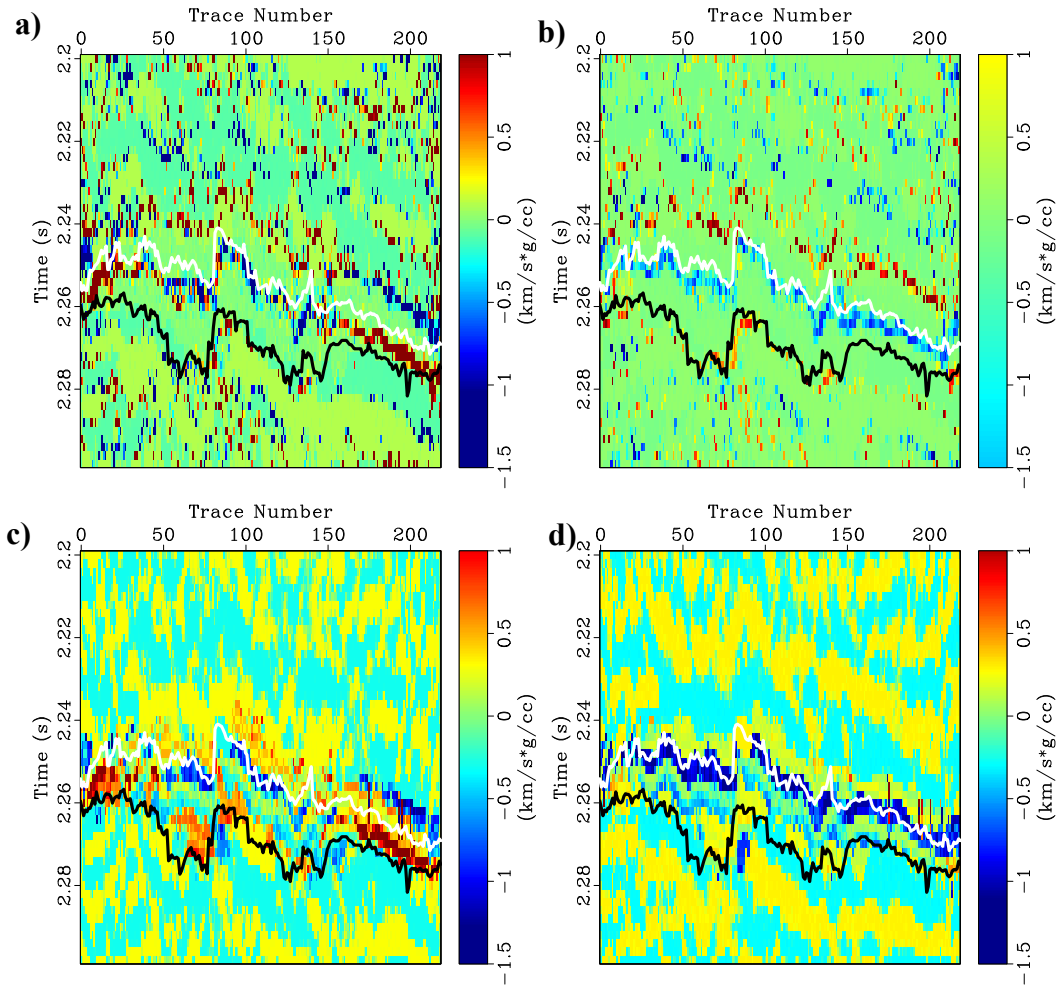 a)
Trace Number
0 50 100 150 200
Time (s)
2.2 2.22 2.24 2.26 2.28
1 0.5 0 −0.5 −1 −1.5
(km/s*g/cc)
b)
Trace Number
0 50 100 150 200
Time (s)
2.2 2.22 2.24 2.26 2.28
1 0.5 0 −0.5 −1 −1.5
(km/s*g/cc)
c)
Trace Number
0 50 100 150 200
Time (s)
2.2 2.22 2.24 2.26 2.28
1 0.5 0 −0.5 −1 −1.5
(km/s*g/cc)
d)
Trace Number
0 50 100 150 200
Time (s)
2.2 2.22 2.24 2.26 2.28
1 0.5 0 −0.5 −1 −1.5
(km/s*g/cc)